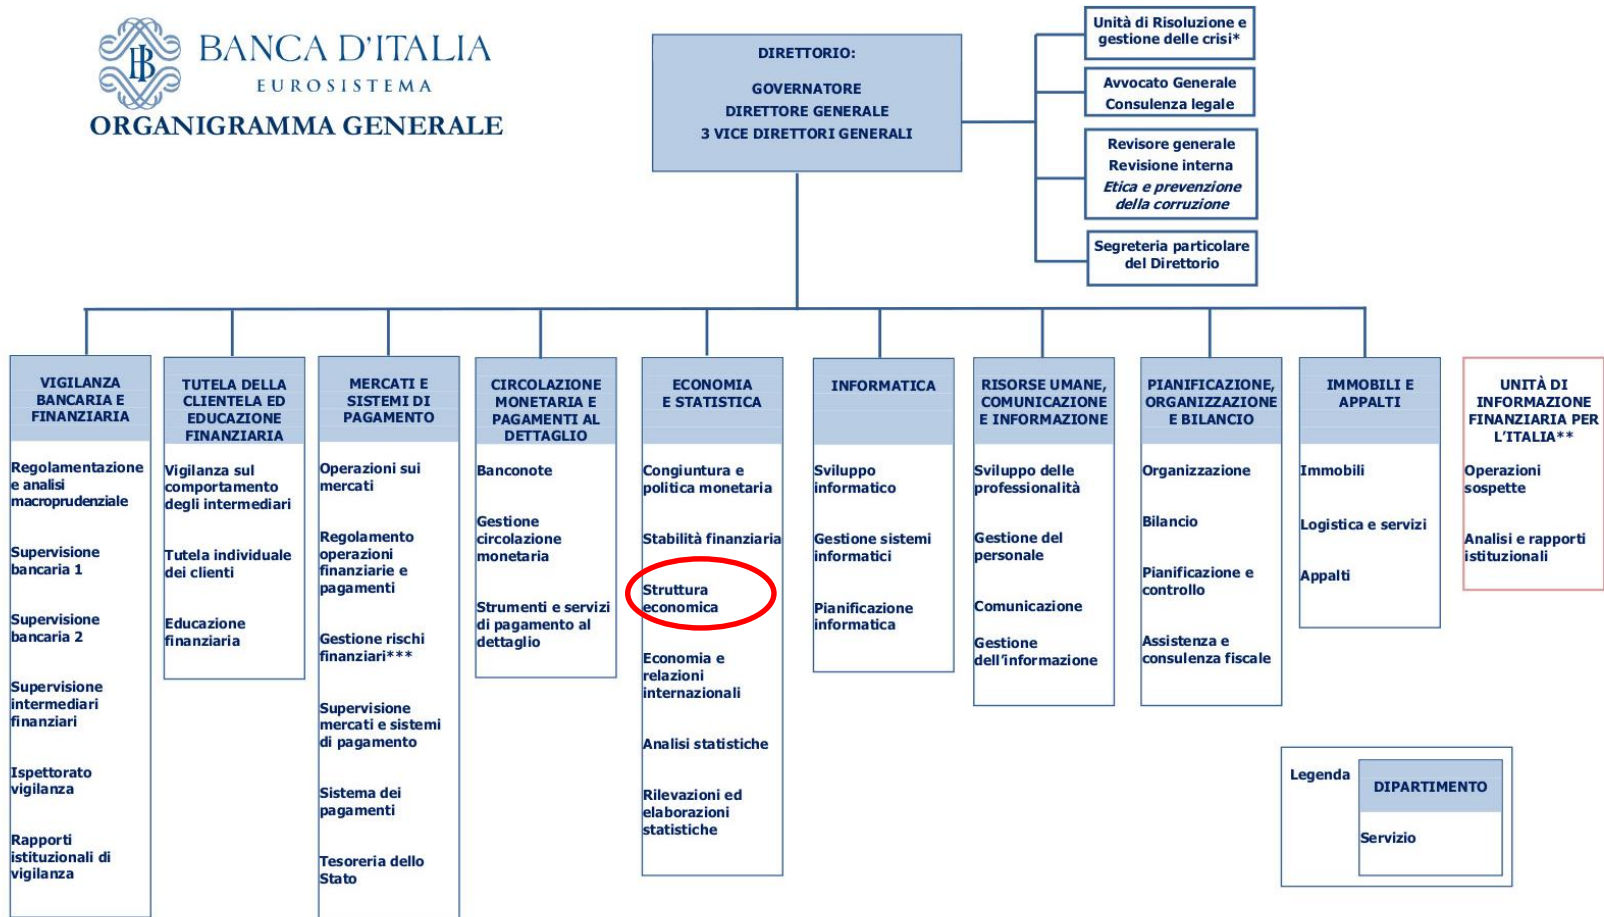 BANCA D'ITALIA
EUROSISTEMA
ORGANIGRAMMA GENERALE
DIRETTORIO:
GOVERNATORE
DIRETTORE GENERALE
3 VICE DIRETTORI GENERALI
Unità di Risoluzione e
gestione delle crisi*
Avvocato Generale
Consulenza legale
Revisore generale
Revisione interna
Etica e prevenzione
della corruzione
Segreteria particolare
del Direttorio
VIGILANZA
BANCARIA E
FINANZIARIA
Regolamentazione
e analisi
macroprudenziale
Supervisione
bancaria 1
Supervisione
bancaria 2
Supervisione
intermediari
finanziari
Ispettorato
vigilanza
Rapporti
istituzionali di
vigilanza
TUTELA DELLA
CLIENTELA ED
EDUCAZIONE
FINANZIARIA
Vigilanza sul
comportamento
degli intermediari
Tutela individuale
dei clienti
Educazione
finanziaria
MERCATI E
SISTEMI DI
PAGAMENTO
Operazioni sui
mercati
Regolamento
operazioni
finanziarie e
pagamenti
Gestione rischi
finanziari***
Supervisione
mercati e sistemi
di pagamento
Sistema dei
pagamenti
Tesoreria dello
Stato
CIRCOLAZIONE
MONETARIA E
PAGAMENTI AL
DETTAGLIO
Banconote
Gestione
circolazione
monetaria
Strumenti e servizi
di pagamento al
dettaglio
ECONOMIA
E STATISTICA
Congiuntura e
politica monetaria
Stabilità finanziaria
Struttura
economica
Economia e
relazioni
internazionali
Analisi statistiche
Rilevazioni ed
elaborazioni
statistiche
INFORMATICA
Sviluppo
informatico
Gestione sistemi
informatici
Pianificazione
informatica
RISORSE UMANE,
COMUNICAZIONE
E INFORMAZIONE
Sviluppo delle
professionalità
Gestione del
personale
Comunicazione
Gestione
dell'informazione
PIANIFICAZIONE,
ORGANIZZAZIONE
E BILANCIO
Organizzazione
Bilancio
Pianificazione e
controllo
Assistenza e
consulenza fiscale
IMMOBILI E
APPALTI
Immobili
Logistica e servizi
Appalti
UNITÀ DI
INFORMAZIONE
FINANZIARIA PER
L'ITALIA**
Operazioni
sospette
Analisi e rapporti
istituzionali
Legenda
DIPARTIMENTO
Servizio